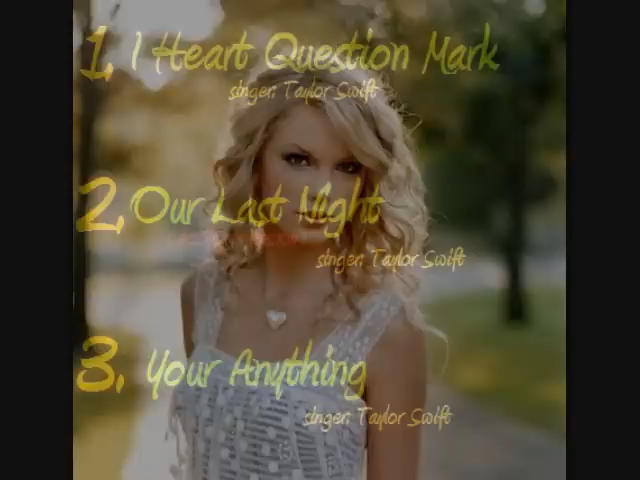 1. I Heart Question Mark
singer: Taylor Swift
2. Our Last Night
singer: Taylor Swift
3. Your Anything
singer: Taylor Swift